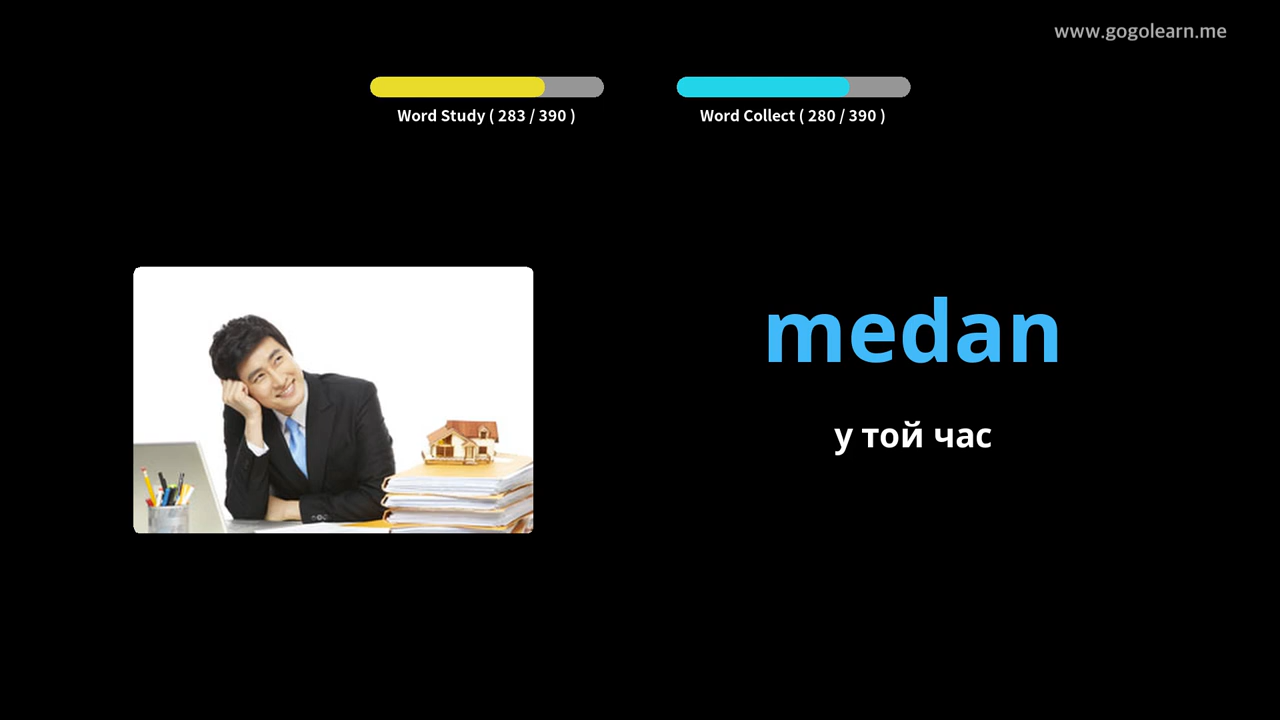 www.gogolearn.me
Word Study ( 283 / 390 )
Word Collect ( 280 / 390 )
medan
у той час